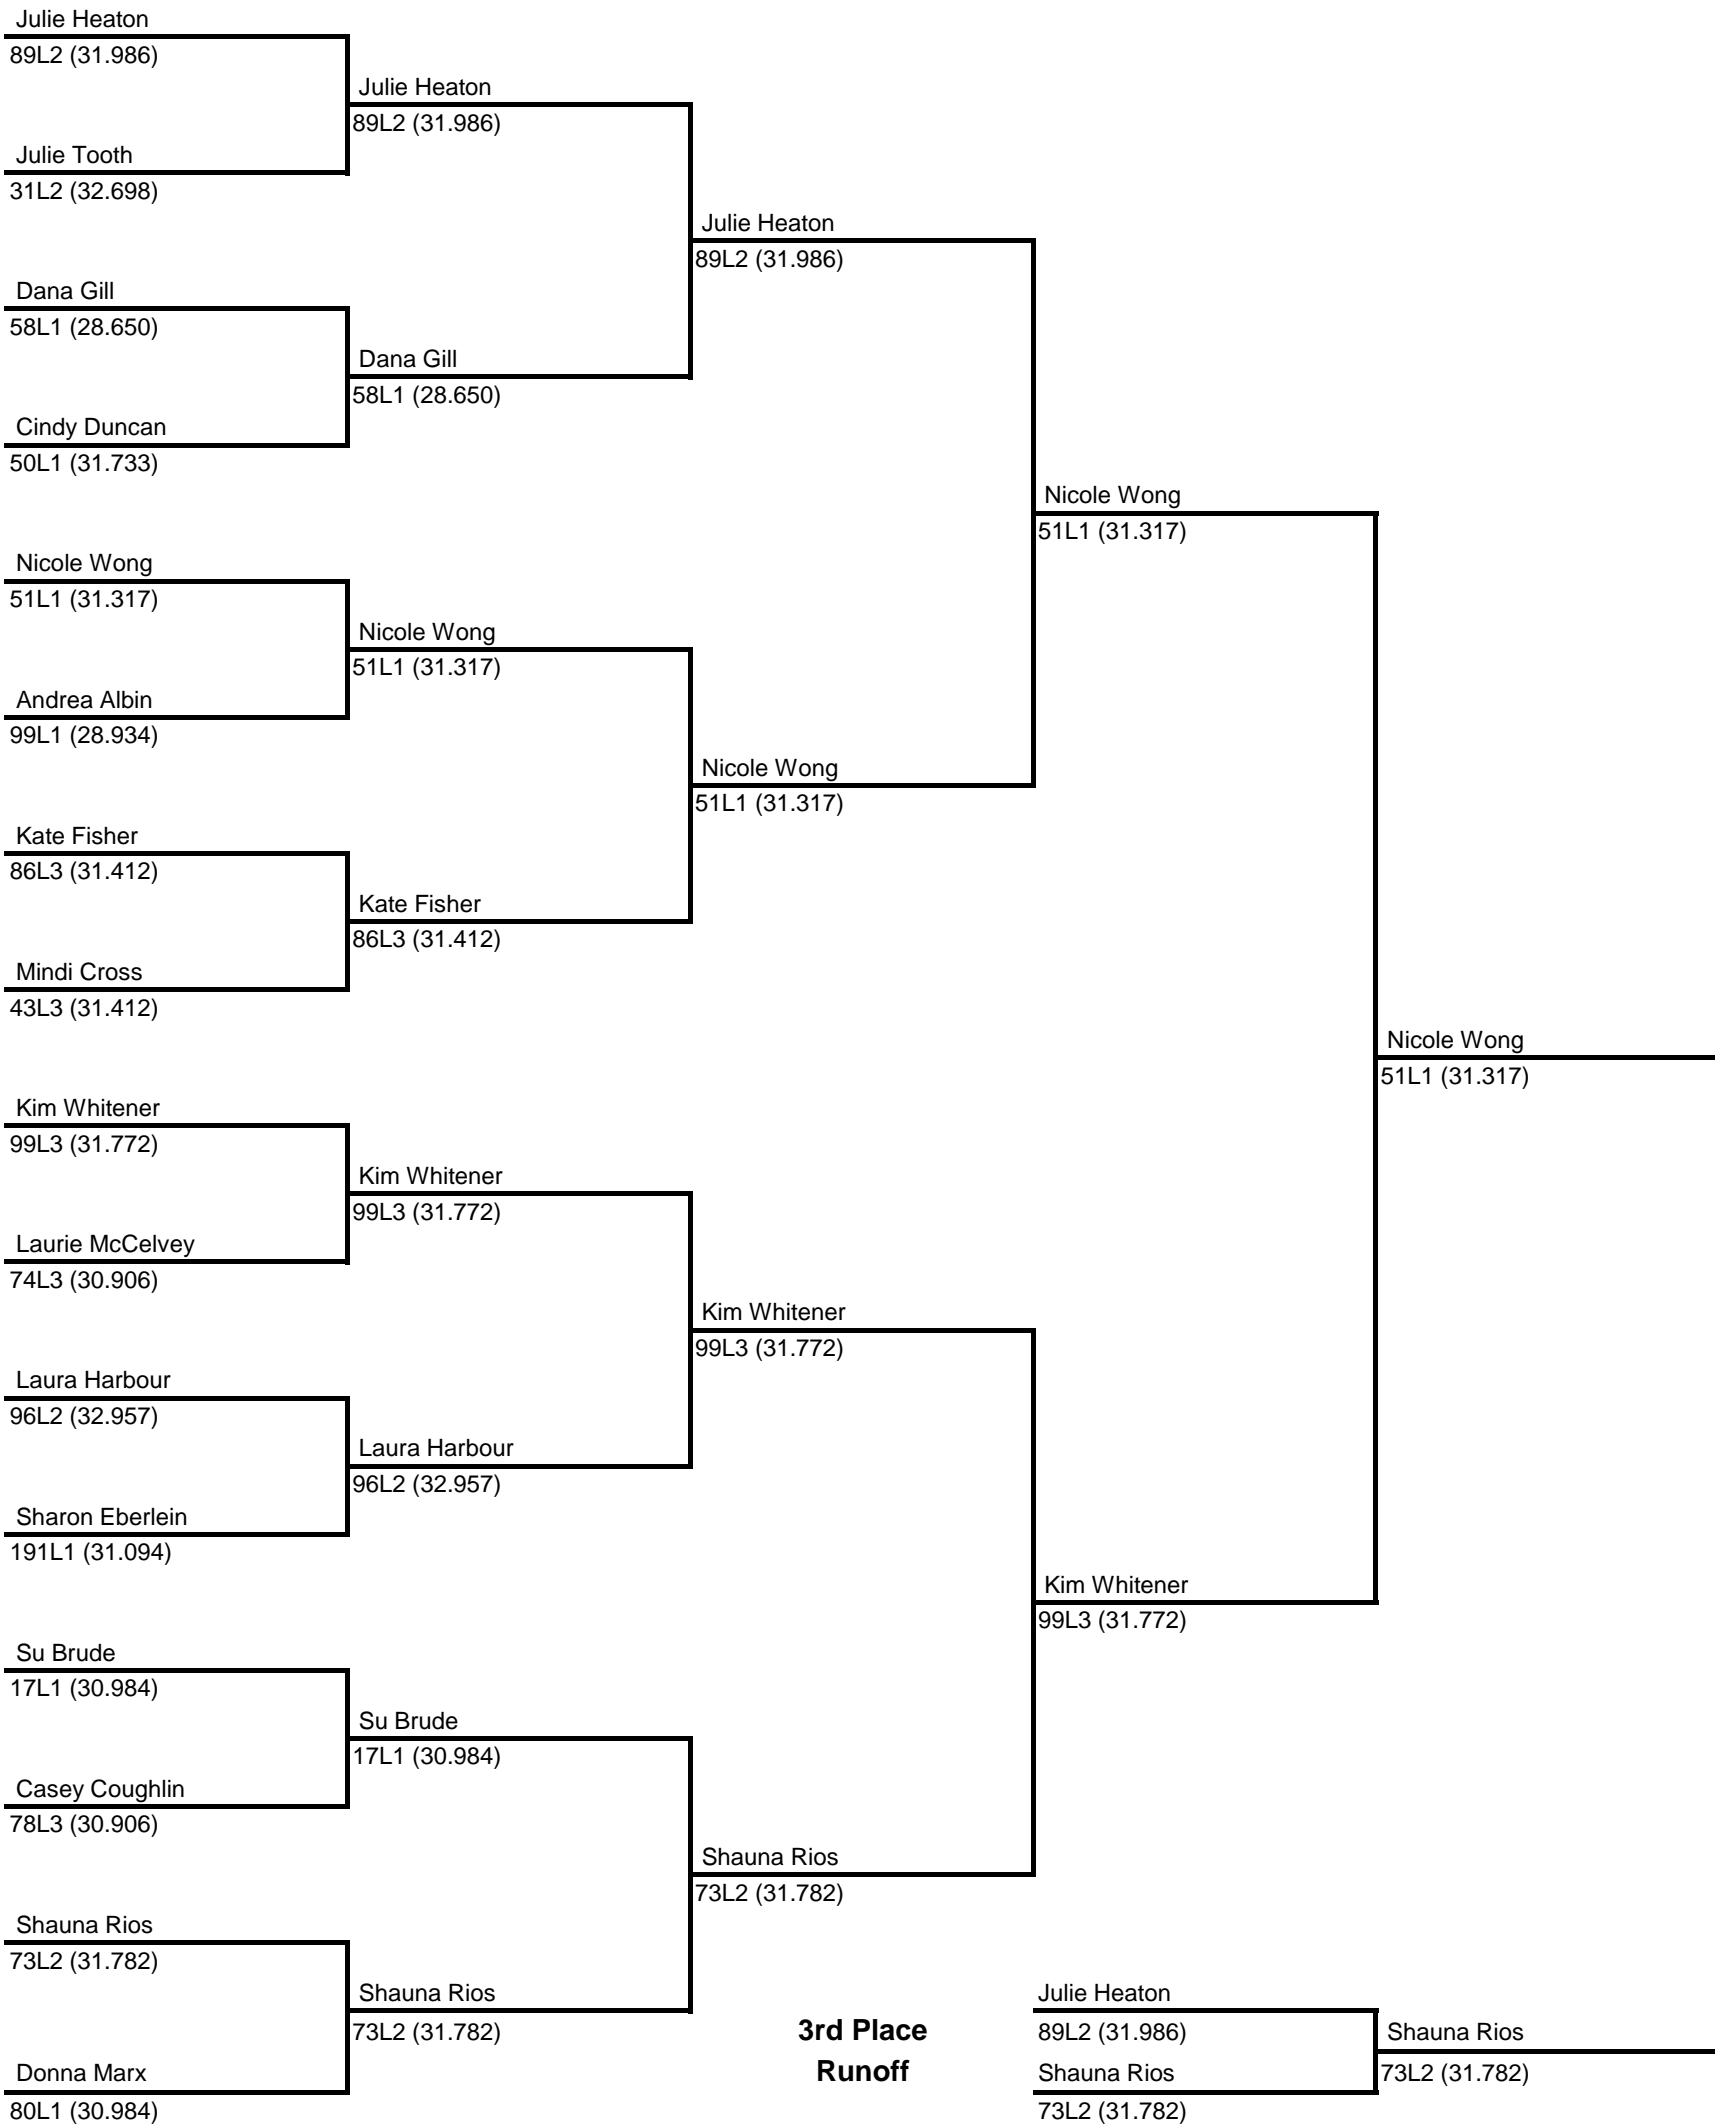 Julie Heaton
89L2 (31.986)
Julie Tooth
31L2 (32.698)
Dana Gill
58L1 (28.650)
Cindy Duncan
50L1 (31.733)
Nicole Wong
51L1 (31.317)
Andrea Albin
99L1 (28.934)
Kate Fisher
86L3 (31.412)
Mindi Cross
43L3 (31.412)
Kim Whitener
99L3 (31.772)
Laurie McCelvey
74L3 (30.906)
Laura Harbour
96L2 (32.957)
Sharon Eberlein
191L1 (31.094)
Su Brude
17L1 (30.984)
Casey Coughlin
78L3 (30.906)
Shauna Rios
73L2 (31.782)
Donna Marx
80L1 (30.984)
Julie Heaton
89L2 (31.986)
Dana Gill
58L1 (28.650)
Nicole Wong
51L1 (31.317)
Kate Fisher
86L3 (31.412)
Kim Whitener
99L3 (31.772)
Laura Harbour
96L2 (32.957)
Su Brude
17L1 (30.984)
Shauna Rios
73L2 (31.782)
Julie Heaton
89L2 (31.986)
Nicole Wong
51L1 (31.317)
Kim Whitener
99L3 (31.772)
Shauna Rios
73L2 (31.782)
Nicole Wong
51L1 (31.317)
Kim Whitener
99L3 (31.772)
Nicole Wong
51L1 (31.317)
3rd Place
Runoff
Julie Heaton
89L2 (31.986)
Shauna Rios
73L2 (31.782)
Shauna Rios
73L2 (31.782)